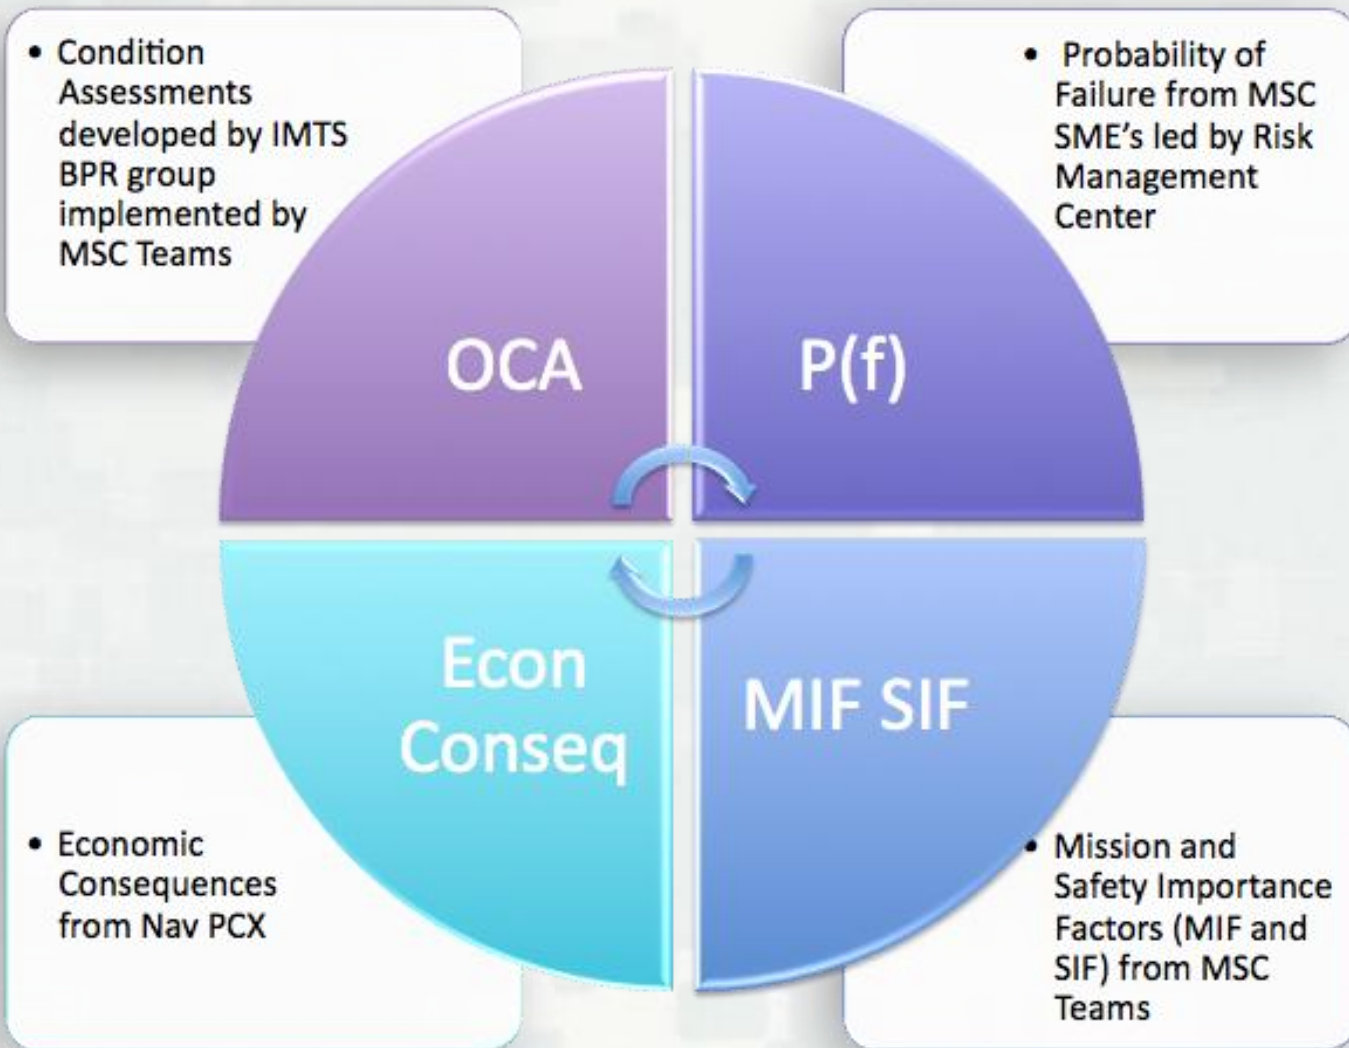 • Condition
Assessments
developed by IMTS
BPR group
implemented by
MSC Teams
• Probability of
Failure from MSC
SME's led by Risk
Management
Center
OCA
P(f)
Econ
Conseq
MIF SIF
• Economic
Consequences
from Nav PCX
• Mission and
Safety Importance
Factors (MIF and
SIF) from MSC
Teams